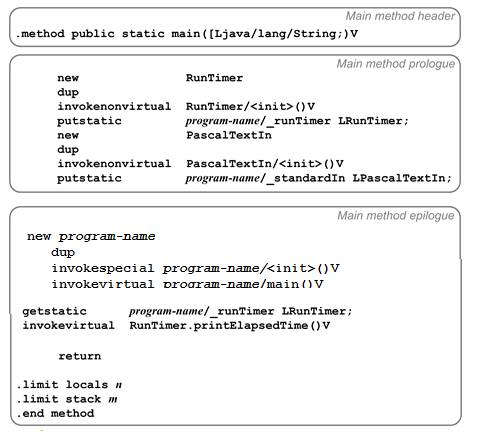 Main method header
.method public static main([Ljava/lang/String;)V
Main method prologue
new RunTimer
dup
invokenonvirtual RunTimer/<init>()V
putstatic program-name/_runTimer LRunTimer;
new PascalTextIn
dup
invokenonvirtual PascalTextIn/<init>()V
putstatic program-name/_standardIn LPascalTextIn;
Main method epilogue
new program-name
dup
invokespecial program-name/<init>()V
invokevirtual program-name/main()V
getstatic program-name/_runTimer LRunTimer;
invokevirtual RunTimer.printElapsedTime()V
return
.limit locals n
.limit stack m
.end method